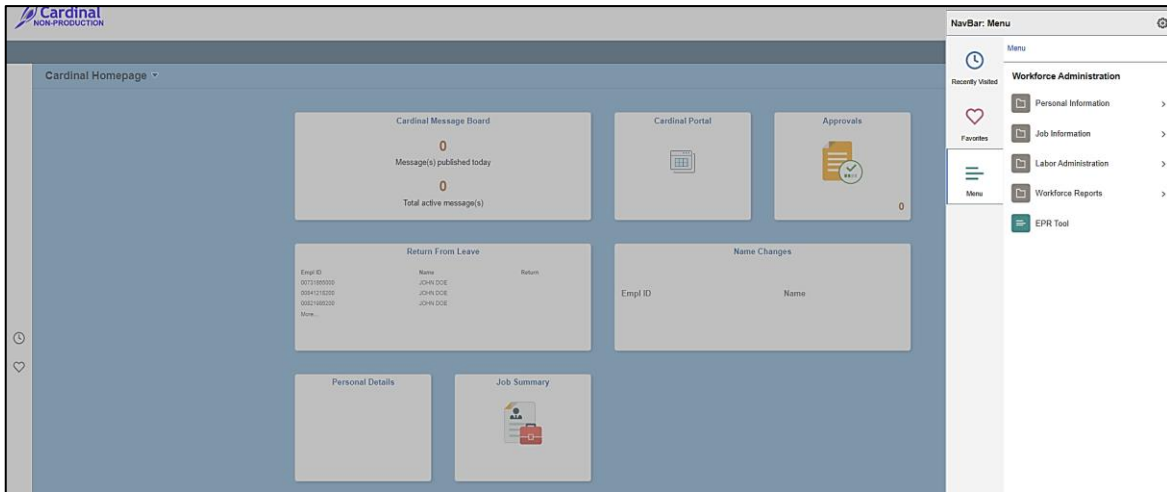 Cardinal
NON-PRODUCTION
NavBar: Menu
Cardinal Homepage
Recently Visited
Favorites
Menu
Menu
Workforce Administration
Personal Information
Job Information
Labor Administration
Workforce Reports
EPR Tool
Cardinal Message Board
0
Message(s) published today
0
Total active message(s)
Cardinal Portal
Approvals
0
Return From Leave
Empl ID Name Return
JOHN DOE
JOHN DOE
JOHN DOE
More...
Name Changes
Empl ID Name
Personal Details
Job Summary